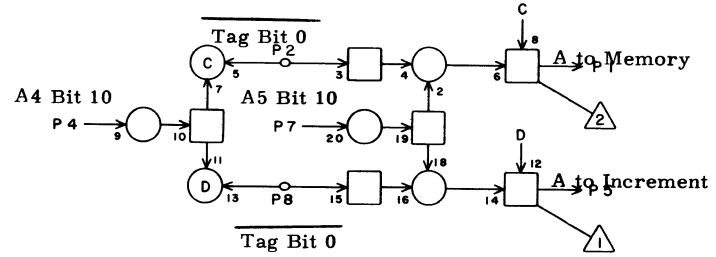 Tag Bit 0
C
P2
8
C
5
3
4
6
A to Memory
P1
7
2
A4 Bit 10
A5 Bit 10
P4
9
10
P7
20
19
2
11
18
D
12
D
13
P8
15
16
14
A to Increment
P5
Tag Bit 0
1